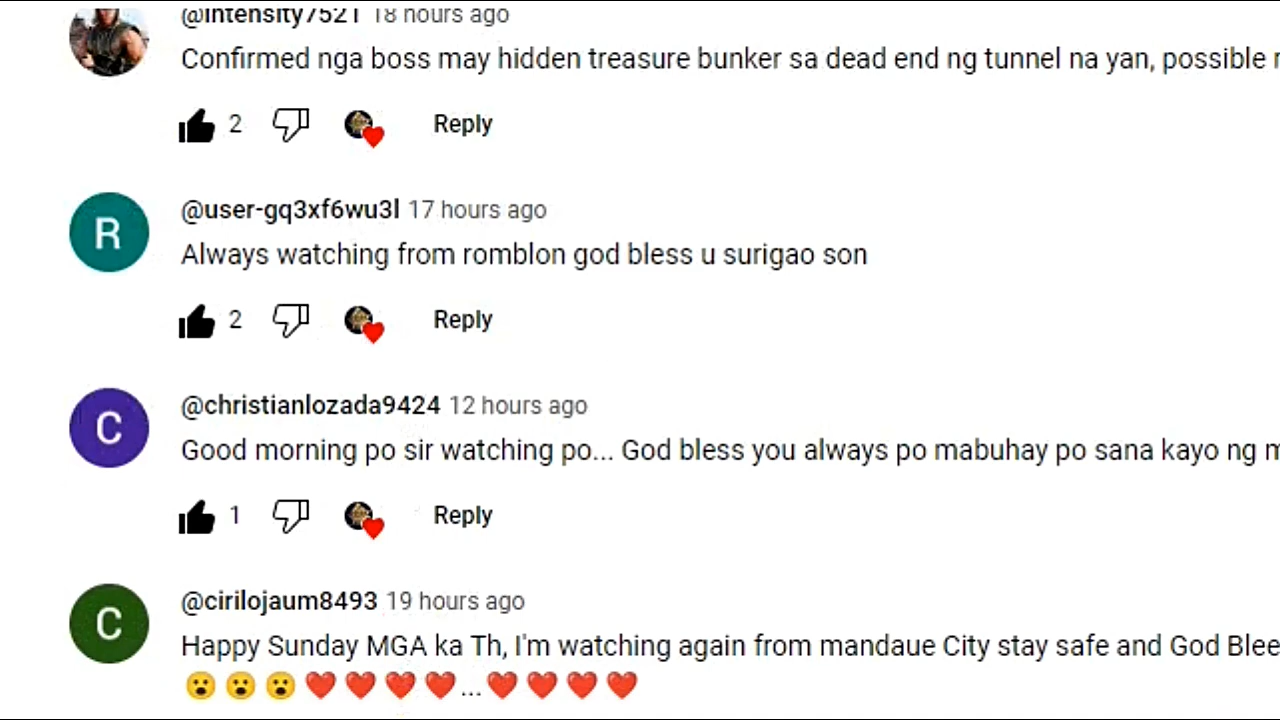 @intensity7521 18 hours ago
Confirmed nga boss may hidden treasure bunker sa dead end ng tunnel na yan, possible
2 Reply
R
@user-gq3xf6wu3l 17 hours ago
Always watching from romblon god bless u surigao son
2 Reply
C
@christianlozada9424 12 hours ago
Good morning po sir watching po... God bless you always po mabuhay po sana kayo ng
1 Reply
C
@cirilojaum8493 19 hours ago
Happy Sunday MGA ka Th, I'm watching again from mandaue City stay safe and God Blee
😮😮😮❤️❤️❤️❤️...❤️❤️❤️❤️